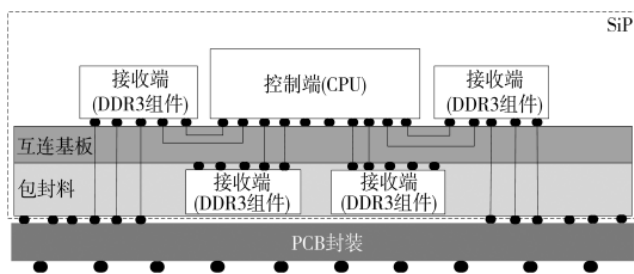 SiP
接收端
(DDR3组件)
控制端(CPU)
接收端
(DDR3组件)
互连基板
包封料
接收端
(DDR3组件)
接收端
(DDR3组件)
PCB封装